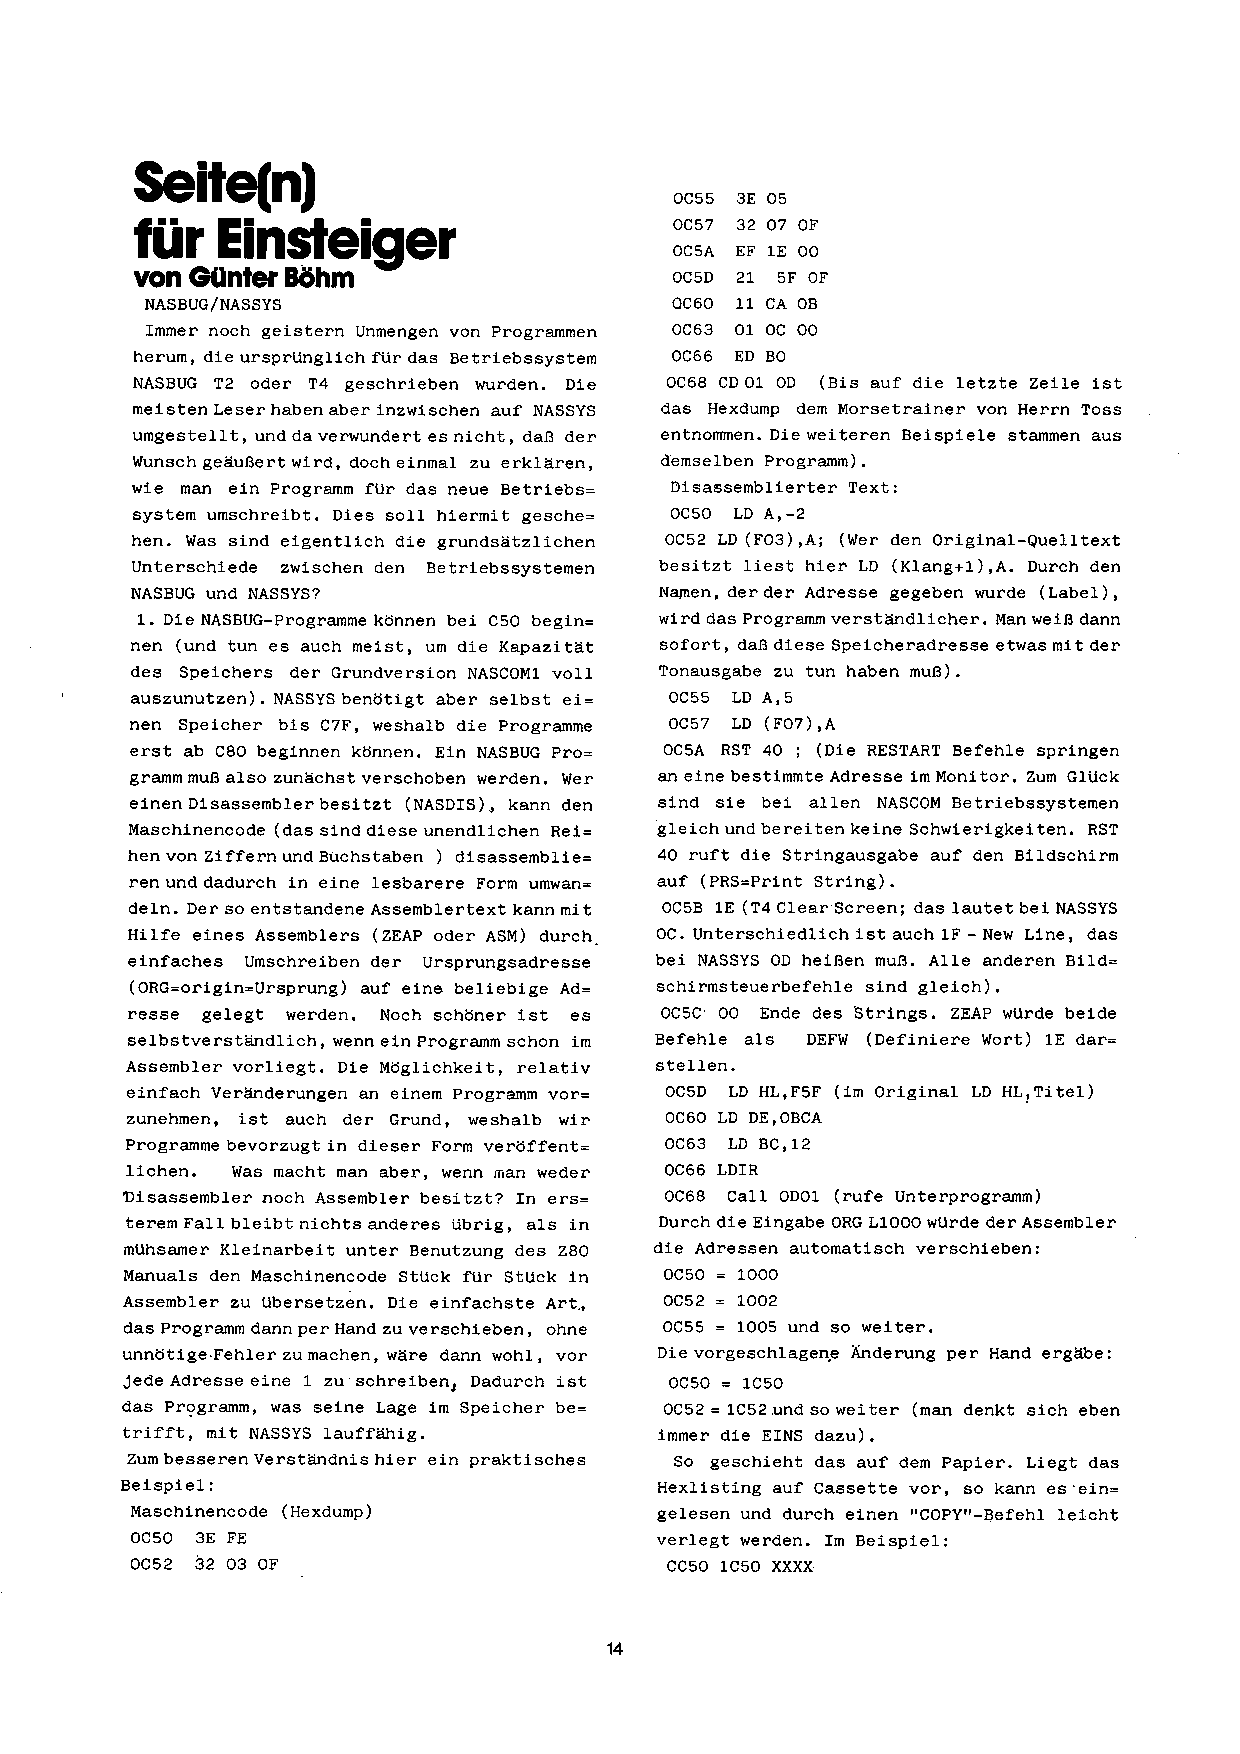 Seite(n)
für Einsteiger
von Günter Böhm
NASBUG/NASSYS
Immer noch geistern Unmengen von Programmen
herum, die ursprünglich für das Betriebssystem
NASBUG T2 oder T4 geschrieben wurden. Die
meisten Leser haben aber inzwischen auf NASSYS
umgestellt, und da verwundert es nicht, daß der
Wunsch geäußert wird, doch einmal zu erklären,
wie man ein Programm für das neue Betriebs=
system umschreibt. Dies soll hiermit gesche=
hen. Was sind eigentlich die grundsätzlichen
Unterschiede zwischen den Betriebssystemen
NASBUG und NASSYS?
1. Die NASBUG-Programme können bei C50 begin=
nen (und tun es auch meist, um die Kapazität
des Speichers der Grundversion NASCOM1 voll
auszunutzen). NASSYS benötigt aber selbst ei=
nen Speicher bis C7F, weshalb die Programme
erst ab C80 beginnen können. Ein NASBUG Pro=
gramm muß also zunächst verschoben werden. Wer
einen Disassembler besitzt (NASDIS), kann den
Maschinencode (das sind diese unendlichen Rei=
hen von Ziffern und Buchstaben ) disassemblie=
ren und dadurch in eine lesbarere Form umwan=
deln. Der so entstandene Assemblertext kann mit
Hilfe eines Assemblers (ZEAP oder ASM) durch
einfaches Umschreiben der Ursprungsadresse
(ORG=origin=Ursprung) auf eine beliebige Ad=
resse gelegt werden. Noch schöner ist es
selbstverständlich, wenn ein Programm schon im
Assembler vorliegt. Die Möglichkeit, relativ
einfach Veränderungen an einem Programm vor=
zunehmen, ist auch der Grund, weshalb wir
Programme bevorzugt in dieser Form veröffent=
lichen. Was macht man aber, wenn man weder
Disassembler noch Assembler besitzt? In ers=
terem Fall bleibt nichts anderes übrig, als in
mühsamer Kleinarbeit unter Benutzung des Z80
Manuals den Maschinencode Stück für Stück in
Assembler zu übersetzen. Die einfachste Art,
das Programm dann per Hand zu verschieben, ohne
unnötige Fehler zu machen, wäre dann wohl, vor
jede Adresse eine 1 zu schreiben, Dadurch ist
das Programm, was seine Lage im Speicher be=
trifft, mit NASSYS lauffähig.
Zum besseren Verständnis hier ein praktisches
Beispiel:
Maschinencode (Hexdump)
0C50 3E FE
0C52 32 03 0F
0C55 3E 05
0C57 32 07 0F
0C5A EF 1E 00
0C5D 21 5F 0F
0C60 11 CA 0B
0C63 01 0C 00
0C66 ED B0
0C68 CD 01 0D (Bis auf die letzte Zeile ist
das Hexdump dem Morsetrainer von Herrn Toss
entnommen. Die weiteren Beispiele stammen aus
demselben Programm).
Disassemblierter Text:
0C50 LD A,-2
0C52 LD (F03),A; (Wer den Original-Quelltext
besitzt liest hier LD (Klang+1),A. Durch den
Namen, der der Adresse gegeben wurde (Label),
wird das Programm verständlicher. Man weiß dann
sofort, daß diese Speicheradresse etwas mit der
Tonausgabe zu tun haben muß).
0C55 LD A,5
0C57 LD (F07),A
0C5A RST 40 ; (Die RESTART Befehle springen
an eine bestimmte Adresse im Monitor. Zum Glück
sind sie bei allen NASCOM Betriebssystemen
gleich und bereiten keine Schwierigkeiten. RST
40 ruft die Stringausgabe auf den Bildschirm
auf (PRS=Print String).
0C5B 1E (T4 Clear Screen; das lautet bei NASSYS
0C. Unterschiedlich ist auch 1F - New Line, das
bei NASSYS 0D heißen muß. Alle anderen Bild=
schirmsteuerbefehle sind gleich).
0C5C 00 Ende des Strings. ZEAP würde beide
Befehle als DEFW (Definiere Wort) 1E dar=
stellen.
0C5D LD HL,F5F (im Original LD HL,Titel)
0C60 LD DE,0BCA
0C63 LD BC,12
0C66 LDIR
0C68 Call 0D01 (rufe Unterprogramm)
Durch die Eingabe ORG L1000 würde der Assembler
die Adressen automatisch verschieben:
0C50 = 1000
0C52 = 1002
0C55 = 1005 und so weiter.
Die vorgeschlagene Änderung per Hand ergäbe:
0C50 = 1C50
0C52 = 1C52 und so weiter (man denkt sich eben
immer die EINS dazu).
So geschieht das auf dem Papier. Liegt das
Hexlisting auf Cassette vor, so kann es ein=
gelesen und durch einen "COPY"-Befehl leicht
verlegt werden. Im Beispiel:
CC50 1C50 XXXX
14